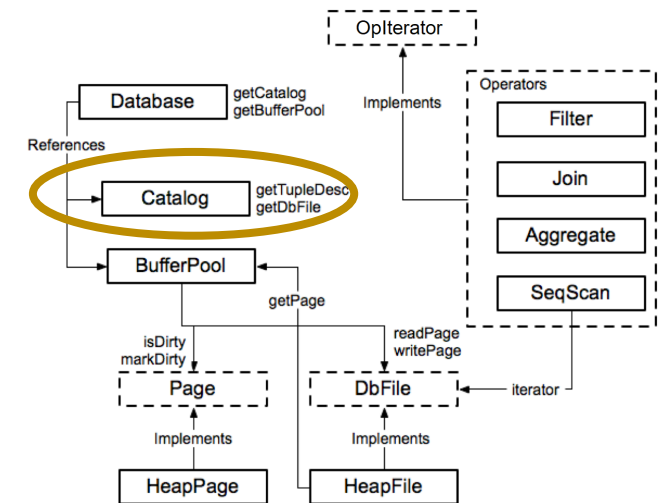 OpIterator
Operators
Database
getCatalog
getBufferPool
Implements
Filter
References
Join
Catalog
getTupleDesc
getDbFile
Aggregate
BufferPool
SeqScan
getPage
isDirty
markDirty
readPage
writePage
Page
DbFile
iterator
Implements
Implements
HeapPage
HeapFile